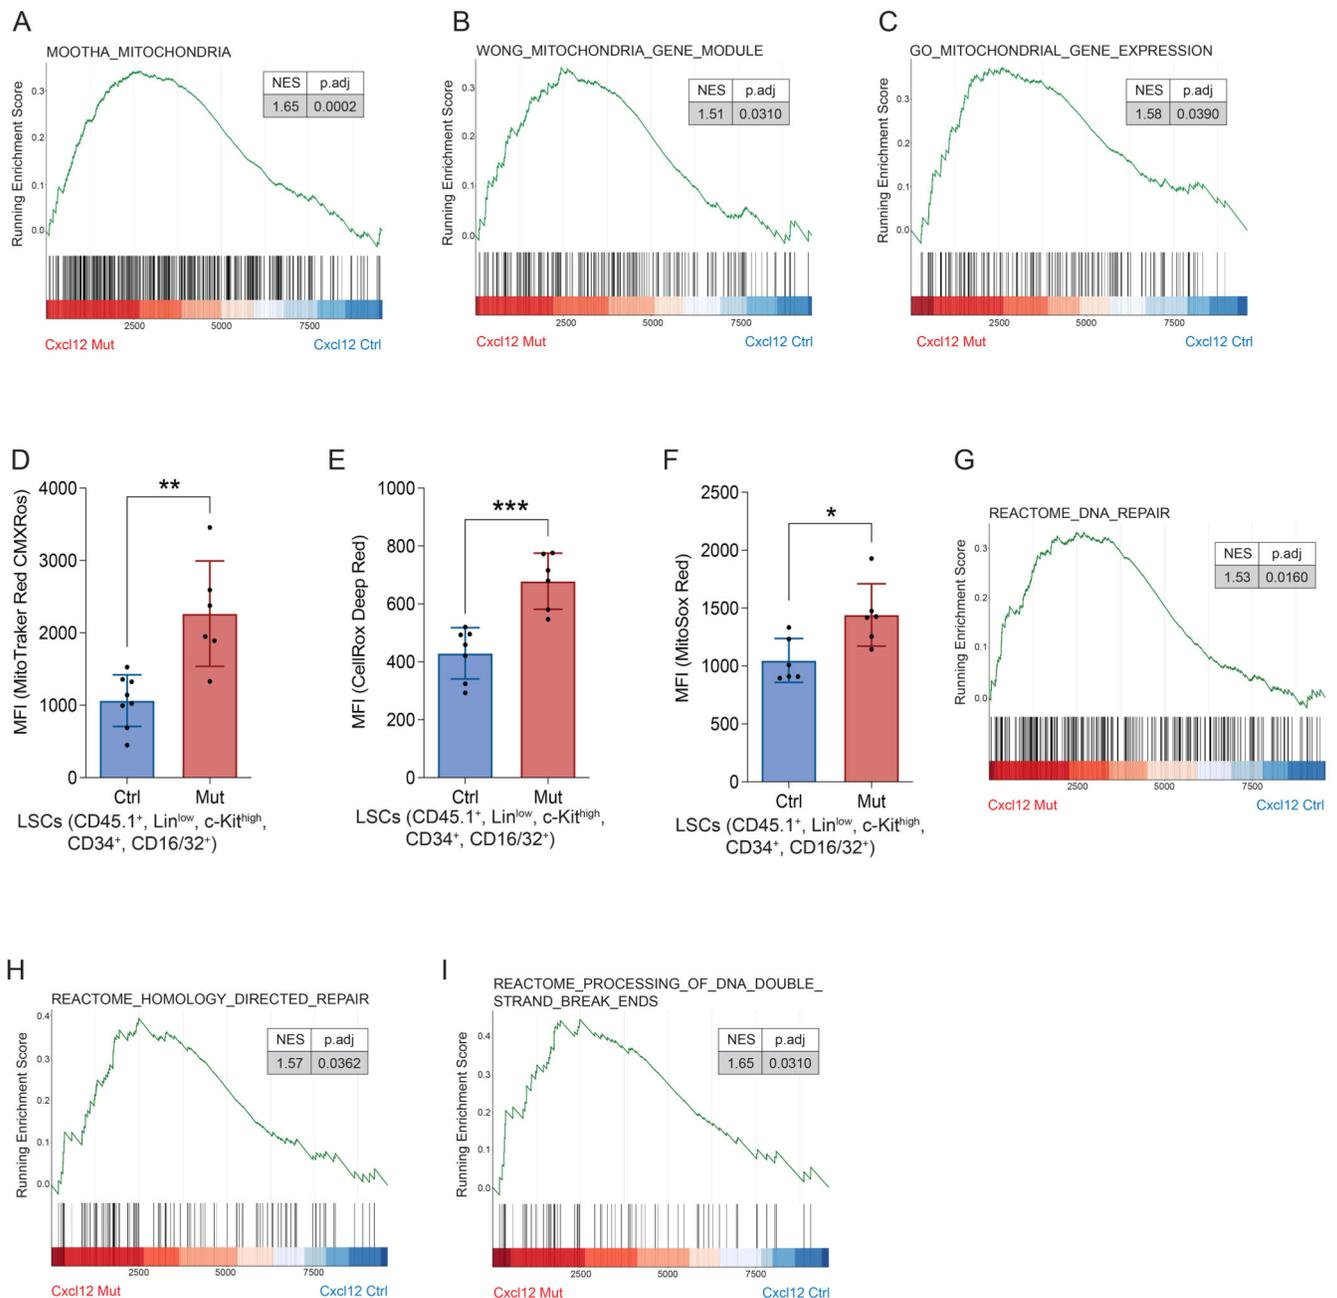 A
MOOTHA_MITOCHONDRIA
NES p.adj
1.65 0.0002
Running Enrichment Score
0.3
0.2
0.1
0.0
2500 5000 7500
Cxcl12 Mut Cxcl12 Ctrl
B
WONG_MITOCHONDRIA_GENE_MODULE
NES p.adj
1.51 0.0310
Running Enrichment Score
0.3
0.2
0.1
0.0
2500 5000 7500
Cxcl12 Mut Cxcl12 Ctrl
C
GO_MITOCHONDRIAL_GENE_EXPRESSION
NES p.adj
1.58 0.0390
Running Enrichment Score
0.3
0.2
0.1
0.0
2500 5000 7500
Cxcl12 Mut Cxcl12 Ctrl
D
MFI (MitoTraker Red CMXRos)
4000
3000
2000
1000
0
**
Ctrl Mut
LSCs (CD45.1⁺, Linˡᵒʷ, c-Kitʰⁱᵍʰ,
CD34⁺, CD16/32⁺)
E
MFI (CellRox Deep Red)
1000
800
600
400
200
0
***
Ctrl Mut
LSCs (CD45.1⁺, Linˡᵒʷ, c-Kitʰⁱᵍʰ,
CD34⁺, CD16/32⁺)
F
MFI (MitoSox Red)
2500
2000
1500
1000
500
0
*
Ctrl Mut
LSCs (CD45.1⁺, Linˡᵒʷ, c-Kitʰⁱᵍʰ,
CD34⁺, CD16/32⁺)
G
REACTOME_DNA_REPAIR
NES p.adj
1.53 0.0160
Running Enrichment Score
0.3
0.2
0.1
0.0
2500 5000 7500
Cxcl12 Mut Cxcl12 Ctrl
H
REACTOME_HOMOLOGY_DIRECTED_REPAIR
NES p.adj
1.57 0.0362
Running Enrichment Score
0.4
0.3
0.2
0.1
0.0
2500 5000 7500
Cxcl12 Mut Cxcl12 Ctrl
I
REACTOME_PROCESSING_OF_DNA_DOUBLE_
STRAND_BREAK_ENDS
NES p.adj
1.65 0.0310
Running Enrichment Score
0.4
0.3
0.2
0.1
0.0
2500 5000 7500
Cxcl12 Mut Cxcl12 Ctrl